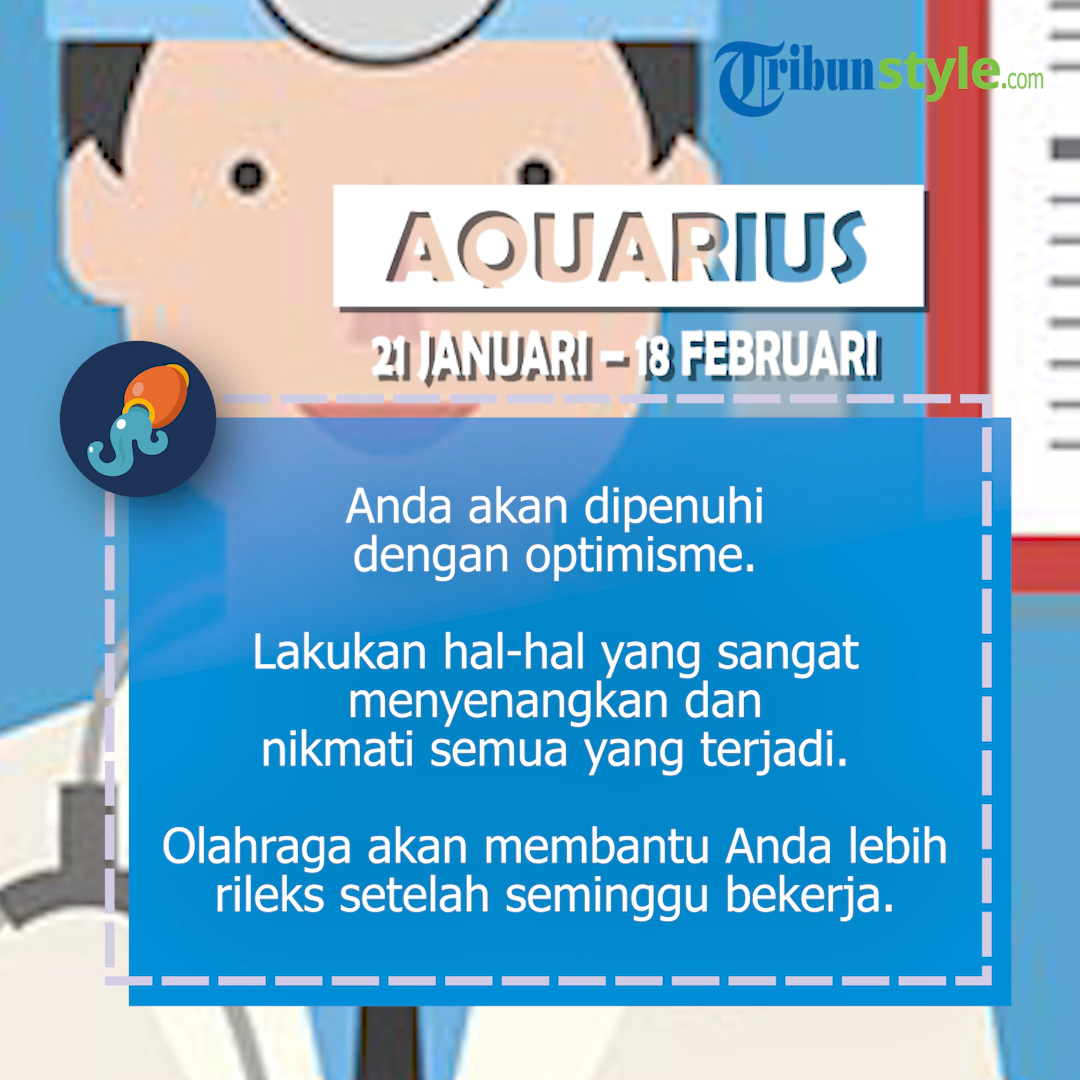 Tribunstyle.com
AQUARIUS
21 JANUARI – 18 FEBRUARI
Anda akan dipenuhi
dengan optimisme.
Lakukan hal-hal yang sangat
menyenangkan dan
nikmati semua yang terjadi.
Olahraga akan membantu Anda lebih
rileks setelah seminggu bekerja.